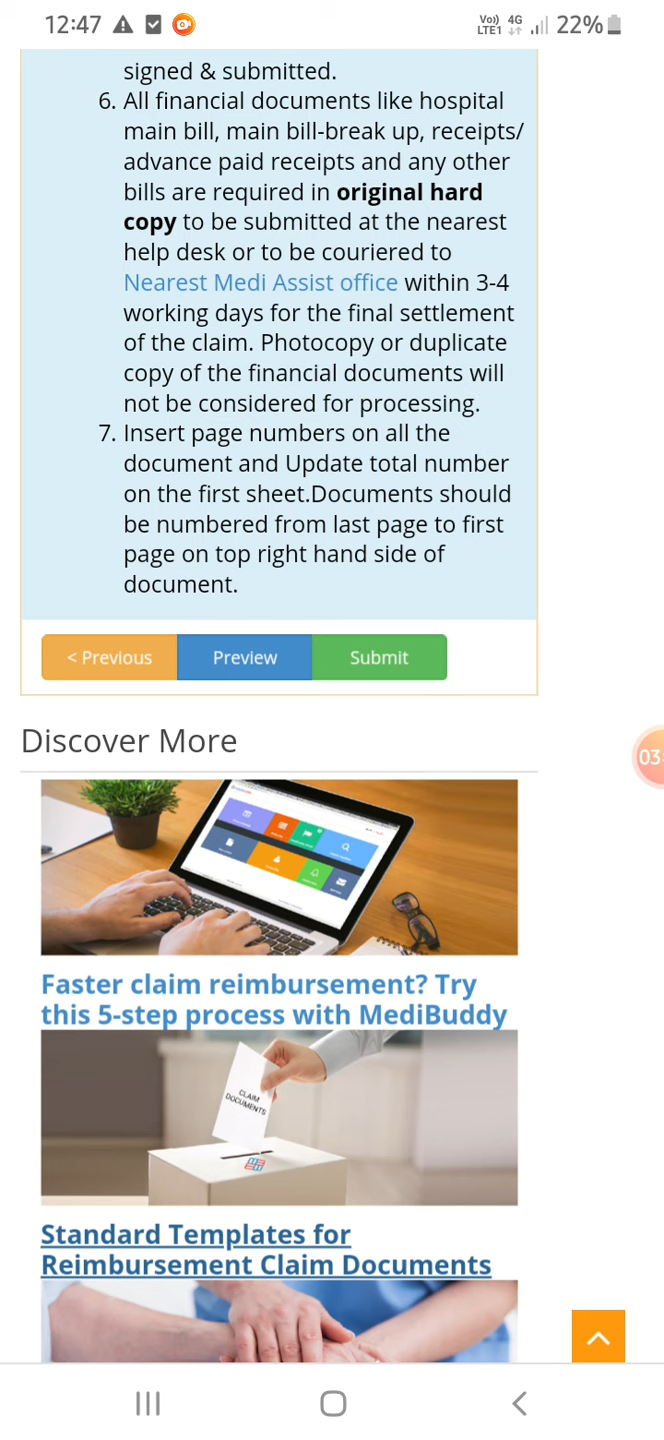 12:47
Vo)) 4G
LTE1
22%
signed & submitted.
6. All financial documents like hospital
main bill, main bill-break up, receipts/
advance paid receipts and any other
bills are required in original hard
copy to be submitted at the nearest
help desk or to be couriered to
Nearest Medi Assist office within 3-4
working days for the final settlement
of the claim. Photocopy or duplicate
copy of the financial documents will
not be considered for processing.
7. Insert page numbers on all the
document and Update total number
on the first sheet.Documents should
be numbered from last page to first
page on top right hand side of
document.
< Previous
Preview
Submit
Discover More
03:
Faster claim reimbursement? Try
this 5-step process with MediBuddy
CLAIM
DOCUMENTS
Standard Templates for
Reimbursement Claim Documents